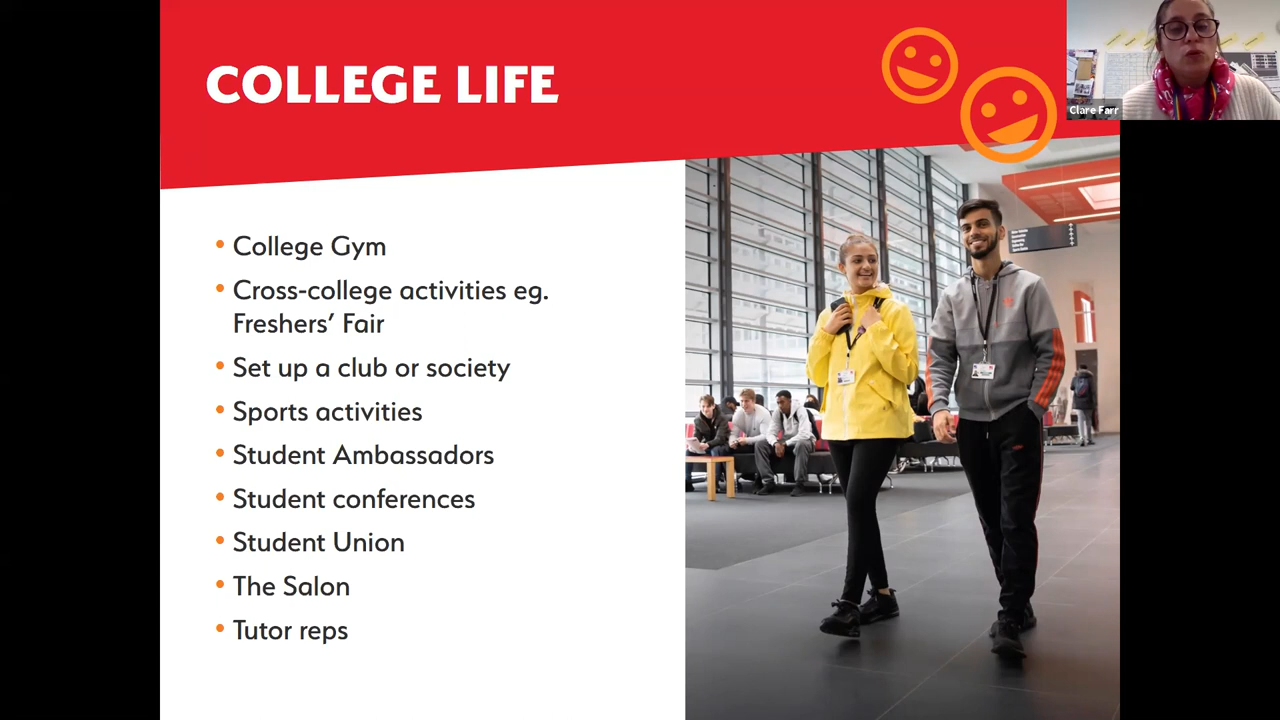 COLLEGE LIFE
Clare Farr
• College Gym
• Cross-college activities eg.
Freshers’ Fair
• Set up a club or society
• Sports activities
• Student Ambassadors
• Student conferences
• Student Union
• The Salon
• Tutor reps